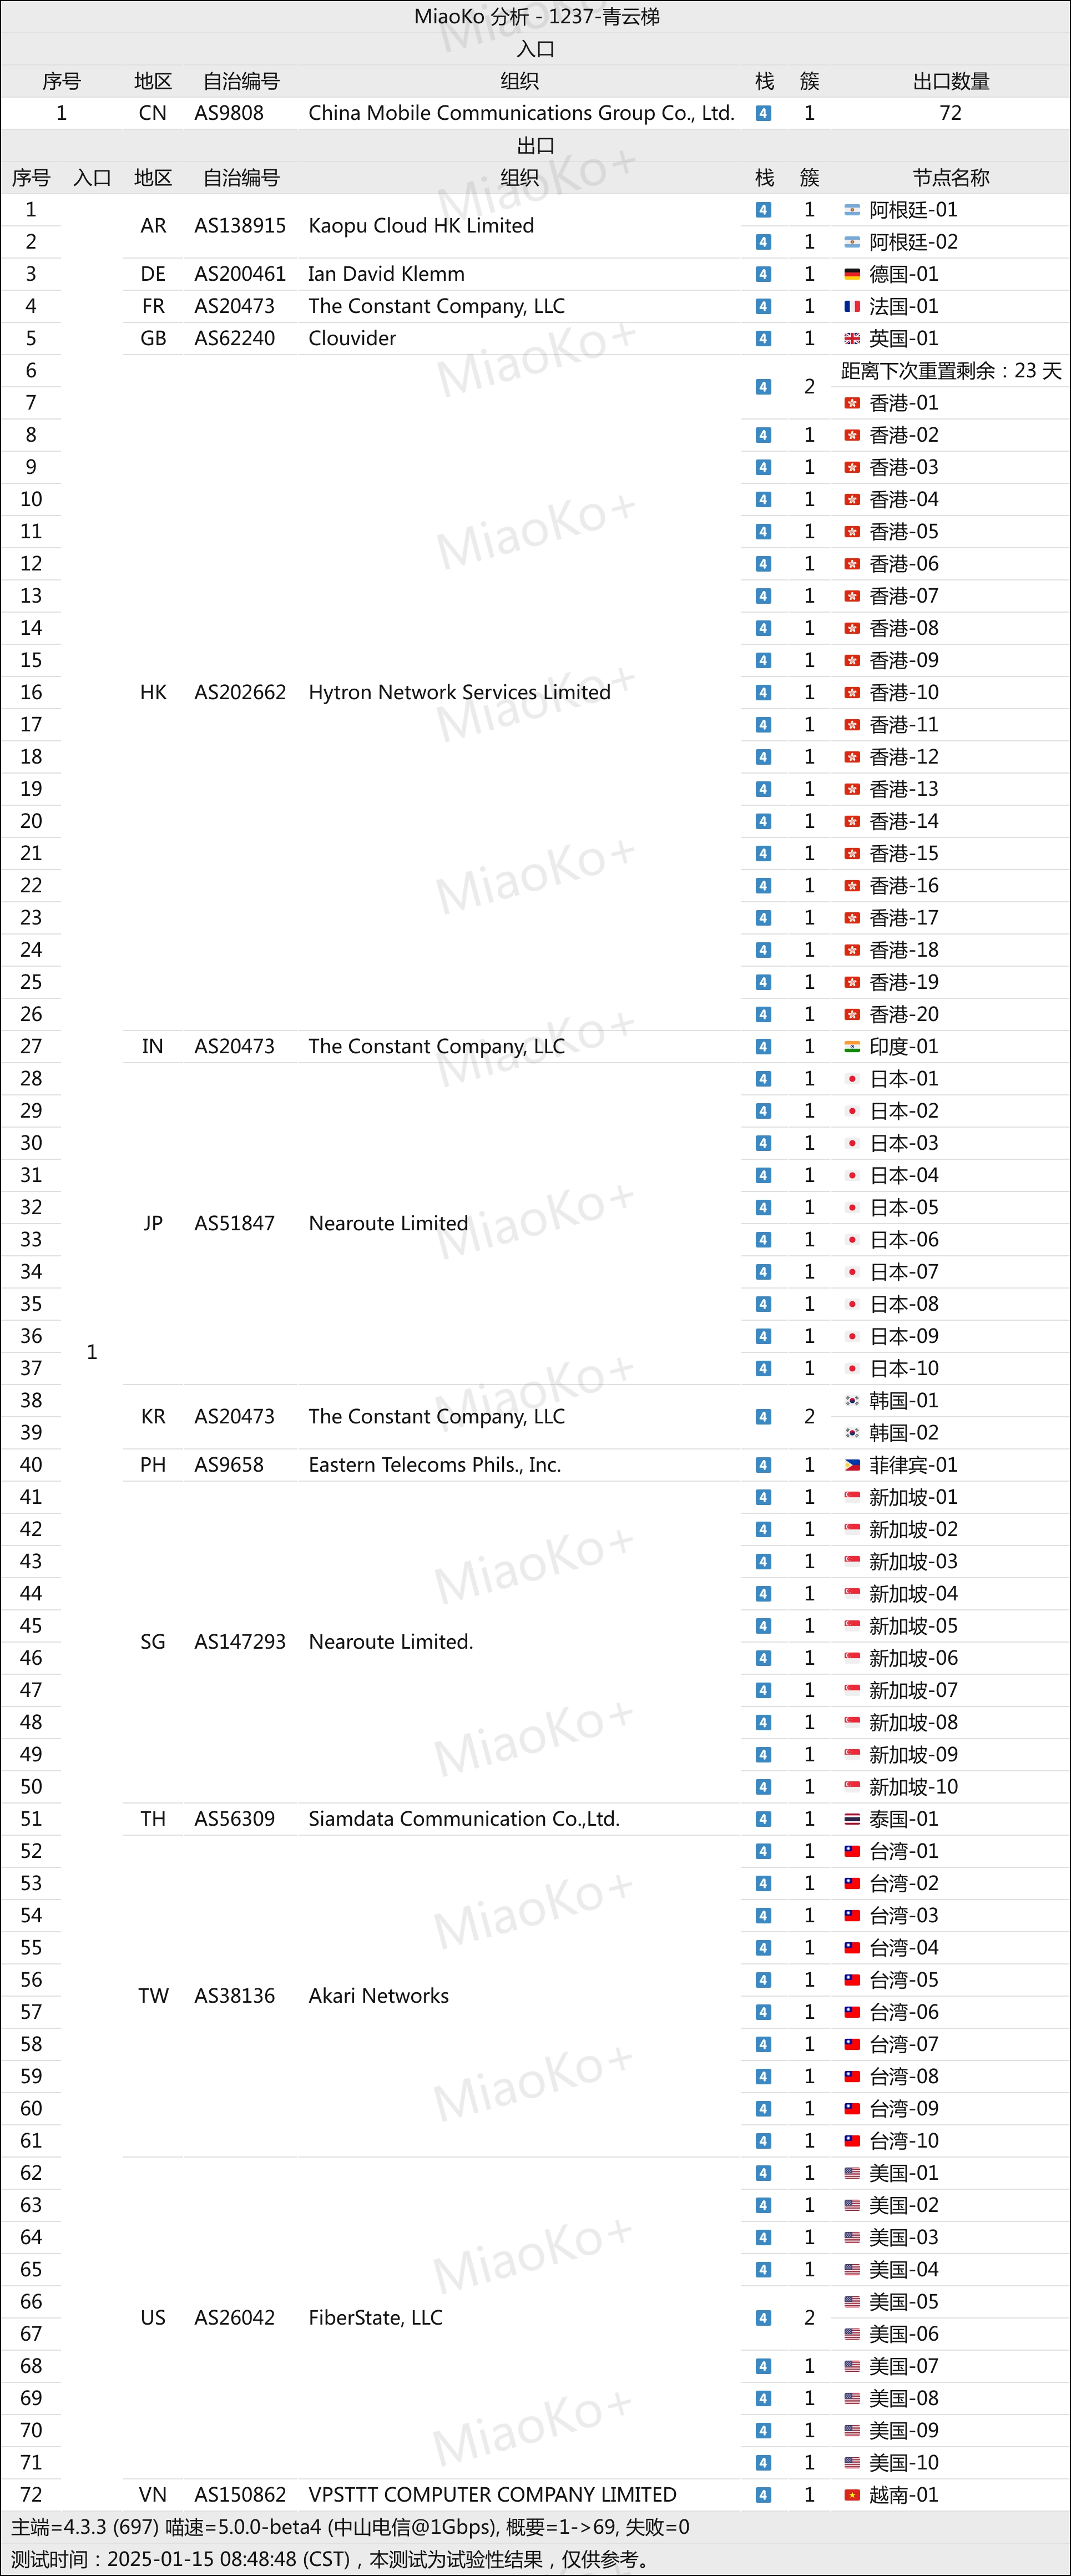 MiaoKo 分析 - 1237-青云梯
入口
序号 地区 自治编号 组织 栈 簇 出口数量
1 CN AS9808 China Mobile Communications Group Co., Ltd. 4 1 72
出口
序号 入口 地区 自治编号 组织 栈 簇 节点名称
1 AR AS138915 Kaopu Cloud HK Limited 4 1 阿根廷-01
2 4 1 阿根廷-02
3 DE AS200461 Ian David Klemm 4 1 德国-01
4 FR AS20473 The Constant Company, LLC 4 1 法国-01
5 GB AS62240 Clouvider 4 1 英国-01
6 4 2 距离下次重置剩余：23 天
7 香港-01
8 4 1 香港-02
9 4 1 香港-03
10 4 1 香港-04
11 4 1 香港-05
12 4 1 香港-06
13 4 1 香港-07
14 4 1 香港-08
15 4 1 香港-09
16 HK AS202662 Hytron Network Services Limited 4 1 香港-10
17 4 1 香港-11
18 4 1 香港-12
19 4 1 香港-13
20 4 1 香港-14
21 4 1 香港-15
22 4 1 香港-16
23 4 1 香港-17
24 4 1 香港-18
25 4 1 香港-19
26 4 1 香港-20
27 IN AS20473 The Constant Company, LLC 4 1 印度-01
28 4 1 日本-01
29 4 1 日本-02
30 4 1 日本-03
31 4 1 日本-04
32 JP AS51847 Nearoute Limited 4 1 日本-05
33 4 1 日本-06
34 4 1 日本-07
35 4 1 日本-08
36 4 1 日本-09
1
37 4 1 日本-10
38 KR AS20473 The Constant Company, LLC 4 2 韩国-01
39 韩国-02
40 PH AS9658 Eastern Telecoms Phils., Inc. 4 1 菲律宾-01
41 4 1 新加坡-01
42 4 1 新加坡-02
43 4 1 新加坡-03
44 4 1 新加坡-04
45 SG AS147293 Nearoute Limited. 4 1 新加坡-05
46 4 1 新加坡-06
47 4 1 新加坡-07
48 4 1 新加坡-08
49 4 1 新加坡-09
50 4 1 新加坡-10
51 TH AS56309 Siamdata Communication Co.,Ltd. 4 1 泰国-01
52 4 1 台湾-01
53 4 1 台湾-02
54 4 1 台湾-03
55 4 1 台湾-04
56 TW AS38136 Akari Networks 4 1 台湾-05
57 4 1 台湾-06
58 4 1 台湾-07
59 4 1 台湾-08
60 4 1 台湾-09
61 4 1 台湾-10
62 4 1 美国-01
63 4 1 美国-02
64 4 1 美国-03
65 4 1 美国-04
66 US AS26042 FiberState, LLC 4 2 美国-05
67 美国-06
68 4 1 美国-07
69 4 1 美国-08
70 4 1 美国-09
71 4 1 美国-10
72 VN AS150862 VPSTTT COMPUTER COMPANY LIMITED 4 1 越南-01
主端=4.3.3 (697) 喵速=5.0.0-beta4 (中山电信@1Gbps), 概要=1->69, 失败=0
测试时间：2025-01-15 08:48:48 (CST)，本测试为试验性结果，仅供参考。